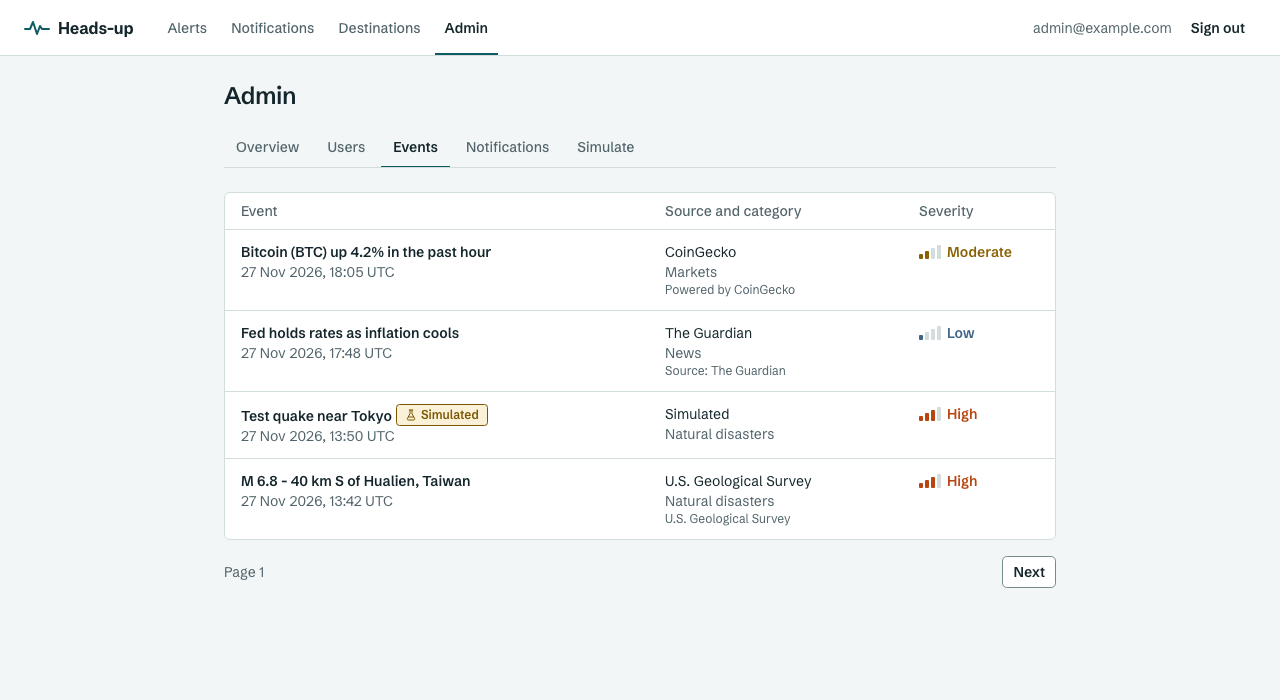 Heads-up Alerts Notifications Destinations Admin admin@example.com Sign out
Admin
Overview Users Events Notifications Simulate
Event Source and category Severity
Bitcoin (BTC) up 4.2% in the past hour CoinGecko Moderate
27 Nov 2026, 18:05 UTC Markets
Powered by CoinGecko
Fed holds rates as inflation cools The Guardian Low
27 Nov 2026, 17:48 UTC News
Source: The Guardian
Test quake near Tokyo Simulated Simulated High
27 Nov 2026, 13:50 UTC Natural disasters
M 6.8 - 40 km S of Hualien, Taiwan U.S. Geological Survey High
27 Nov 2026, 13:42 UTC Natural disasters
U.S. Geological Survey
Page 1 Next